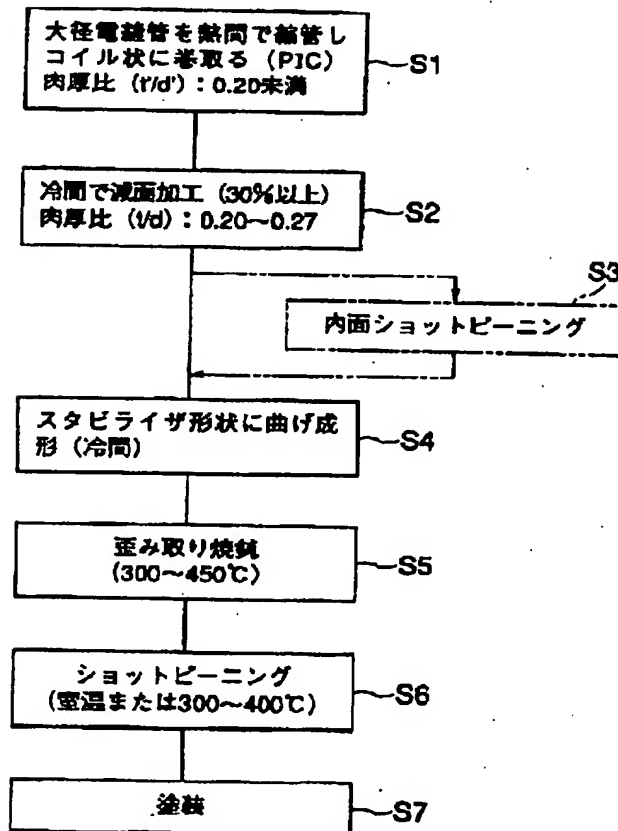 大径電縫管を熱間で縮管し
コイル状に巻取る (PIC)
肉厚比 (t'/d') : 0.20未満
S1
冷間で減面加工 (30%以上)
肉厚比 (t/d) : 0.20~0.27
S2
S3
内面ショットピーニング
スタビライザ形状に曲げ成
形 (冷間)
S4
歪み取り焼鈍
(300~450℃)
S5
ショットピーニング
(室温または300~400℃)
S6
塗装
S7